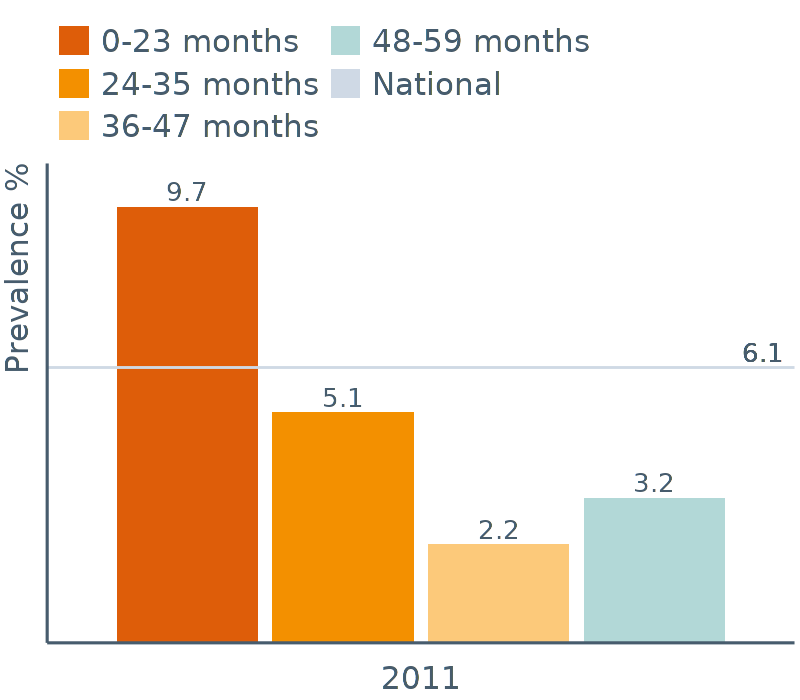 0-23 months
48-59 months
24-35 months
National
36-47 months
Prevalence %
9.7
6.1
5.1
3.2
2.2
2011